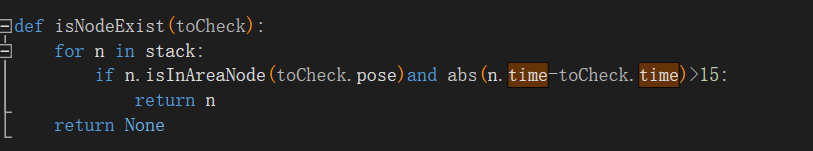 def isNodeExist(toCheck):
    for n in stack:
        if n.isInAreaNode(toCheck.pose)and abs(n.time-toCheck.time)>15:
            return n
    return None